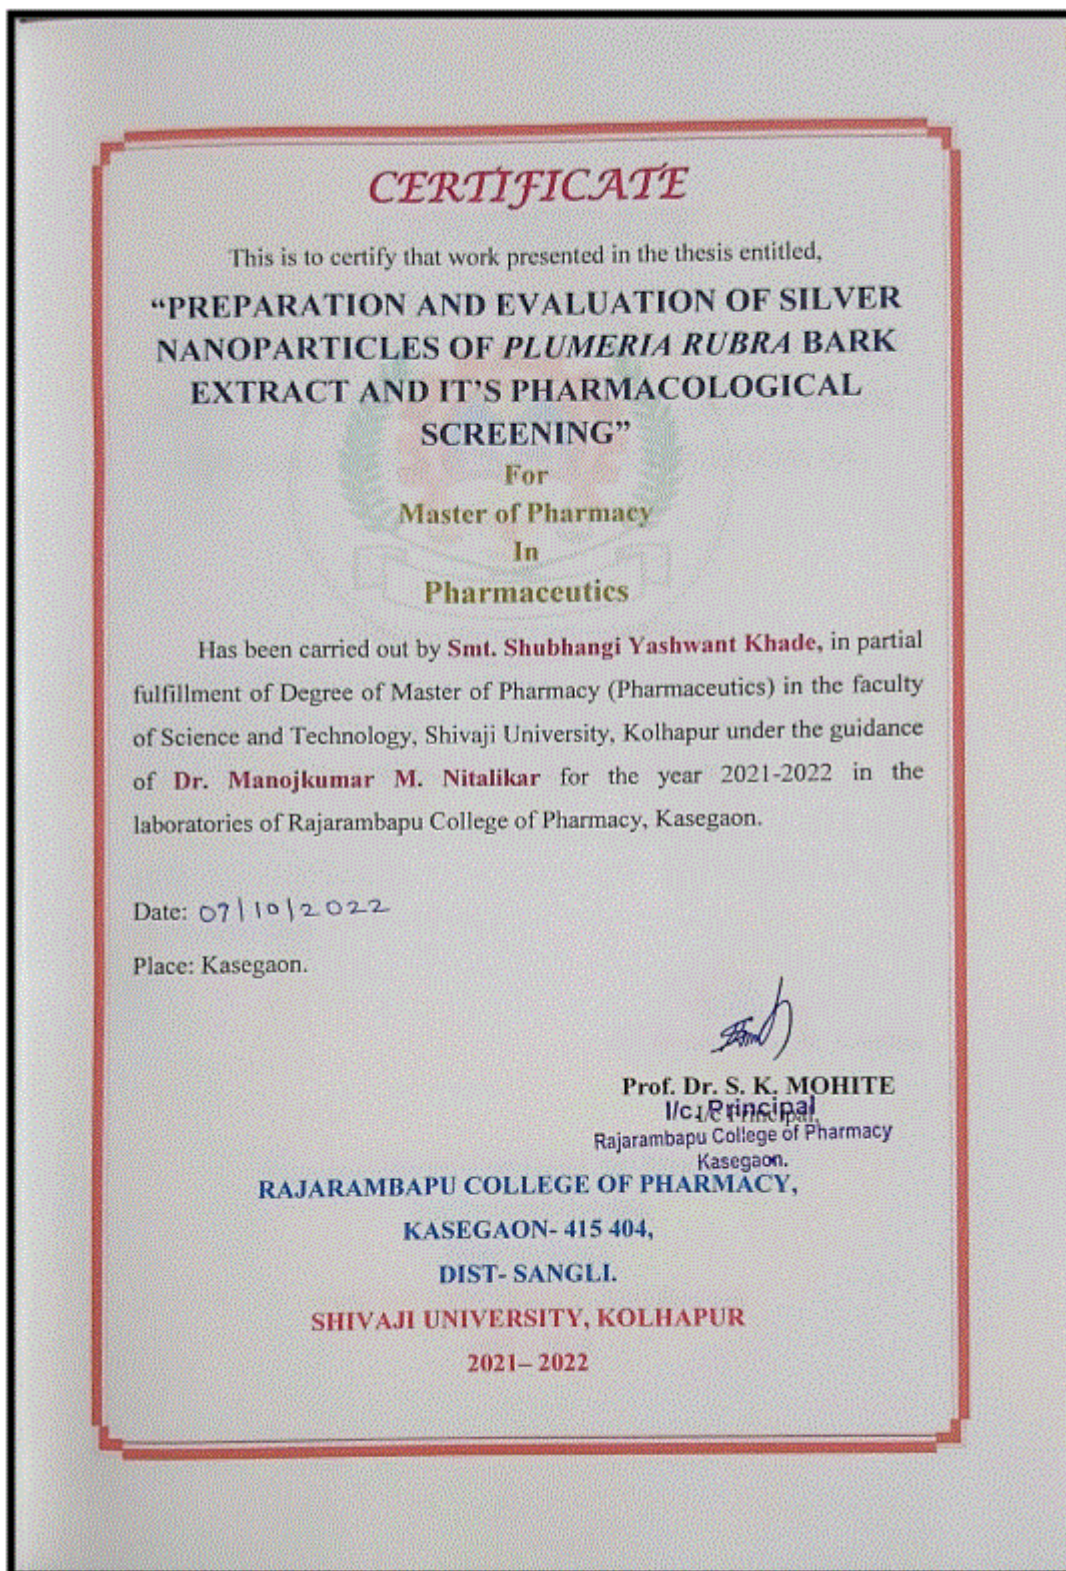 CERTIFICATE
This is to certify that work presented in the thesis entitled,
“PREPARATION AND EVALUATION OF SILVER
NANOPARTICLES OF PLUMERIA RUBRA BARK
EXTRACT AND IT’S PHARMACOLOGICAL
SCREENING”
For
Master of Pharmacy
In
Pharmaceutics
Has been carried out by Smt. Shubhangi Yashwant Khade, in partial
fulfillment of Degree of Master of Pharmacy (Pharmaceutics) in the faculty
of Science and Technology, Shivaji University, Kolhapur under the guidance
of Dr. Manojkumar M. Nitalikar for the year 2021-2022 in the
laboratories of Rajarambapu College of Pharmacy, Kasegaon.
Date: 07|10|2022
Place: Kasegaon.
Prof. Dr. S. K. MOHITE
I/c Principal,
I/c. Principal
Rajarambapu College of Pharmacy
Kasegaon.
RAJARAMBAPU COLLEGE OF PHARMACY,
KASEGAON- 415 404,
DIST- SANGLI.
SHIVAJI UNIVERSITY, KOLHAPUR
2021– 2022